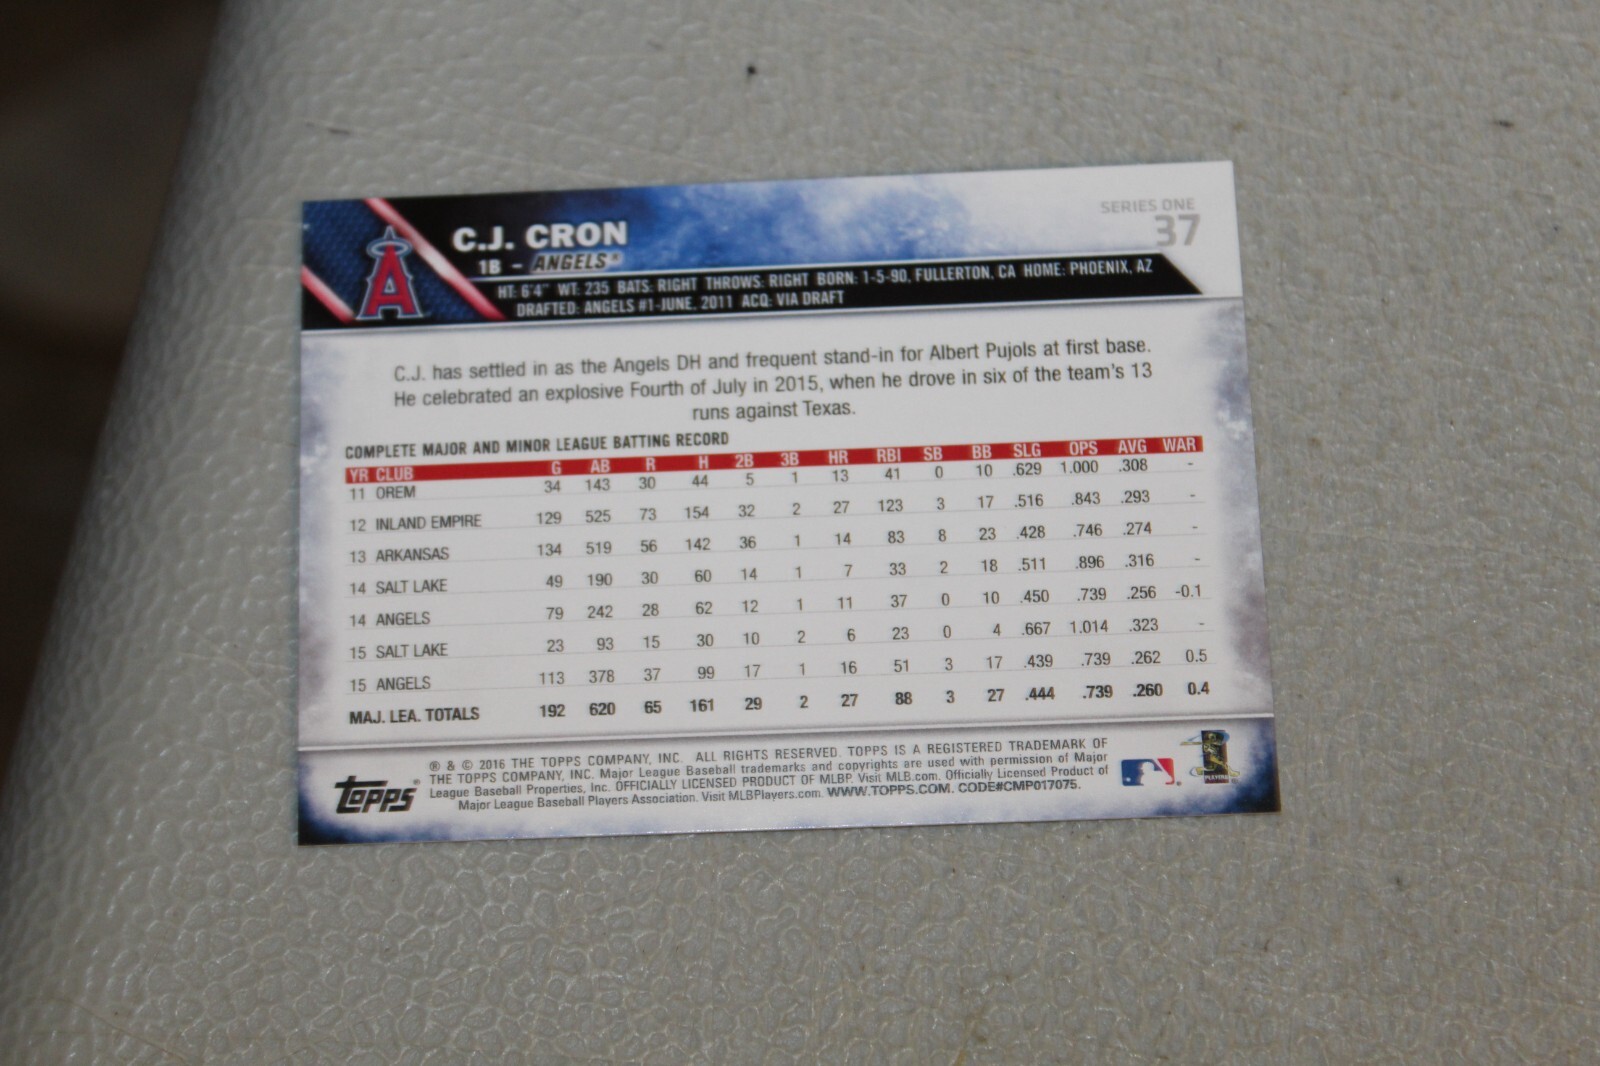 C.J. CRON
1B – ANGELS®
SERIES ONE
37
HT: 6'4" WT: 235 BATS: RIGHT THROWS: RIGHT BORN: 1-5-90, FULLERTON, CA HOME: PHOENIX, AZ
DRAFTED: ANGELS #1-JUNE, 2011 ACQ: VIA DRAFT
C.J. has settled in as the Angels DH and frequent stand-in for Albert Pujols at first base.
He celebrated an explosive Fourth of July in 2015, when he drove in six of the team's 13
runs against Texas.
COMPLETE MAJOR AND MINOR LEAGUE BATTING RECORD
YR CLUB G AB R H 2B 3B HR RBI SB BB SLG OPS AVG WAR
11 OREM 34 143 30 44 5 1 13 41 0 10 .629 1.000 .308 -
12 INLAND EMPIRE 129 525 73 154 32 2 27 123 3 17 .516 .843 .293 -
13 ARKANSAS 134 519 56 142 36 1 14 83 8 23 .428 .746 .274 -
14 SALT LAKE 49 190 30 60 14 1 7 33 2 18 .511 .896 .316 -
14 ANGELS 79 242 28 62 12 1 11 37 0 10 .450 .739 .256 -0.1
15 SALT LAKE 23 93 15 30 10 2 6 23 0 4 .667 1.014 .323 -
15 ANGELS 113 378 37 99 17 1 16 51 3 17 .439 .739 .262 0.5
MAJ. LEA. TOTALS 192 620 65 161 29 2 27 88 3 27 .444 .739 .260 0.4
Topps®
® & © 2016 THE TOPPS COMPANY, INC. ALL RIGHTS RESERVED. TOPPS IS A REGISTERED TRADEMARK OF
THE TOPPS COMPANY, INC. Major League Baseball trademarks and copyrights are used with permission of Major
League Baseball Properties, Inc. OFFICIALLY LICENSED PRODUCT OF MLBP. Visit MLB.com. Officially Licensed Product of
Major League Baseball Players Association. Visit MLBPlayers.com. WWW.TOPPS.COM. CODE#CMP017075.
PLAYERS